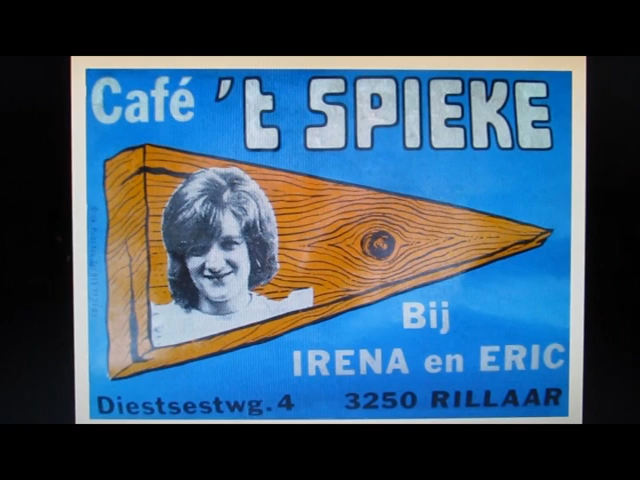 Café 't SPIEKE
Bij
IRENA en ERIC
Diestsestwg. 4 3250 RILLAAR